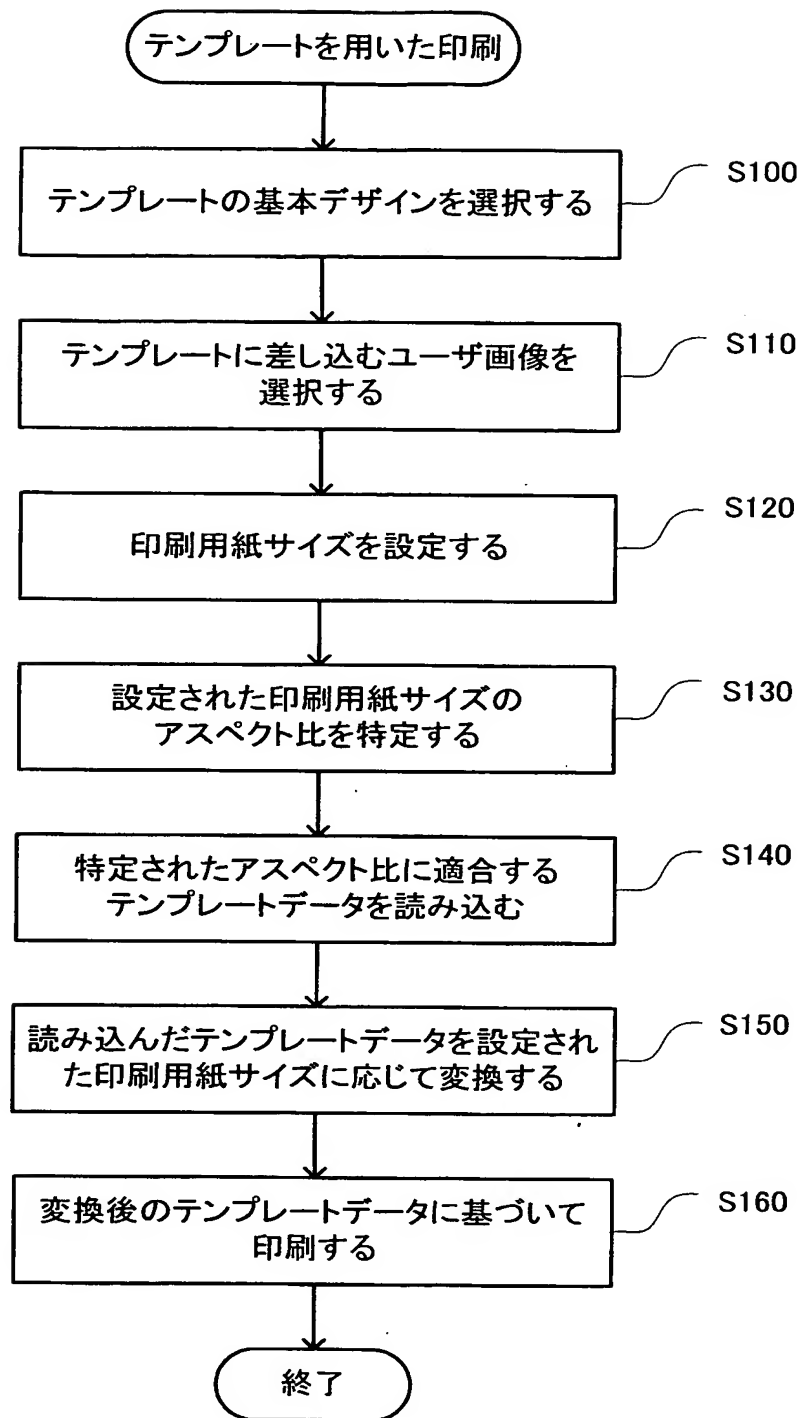 テンプレートを用いた印刷
テンプレートの基本デザインを選択する
S100
テンプレートに差し込むユーザ画像を
選択する
S110
印刷用紙サイズを設定する
S120
設定された印刷用紙サイズの
アスペクト比を特定する
S130
特定されたアスペクト比に適合する
テンプレートデータを読み込む
S140
読み込んだテンプレートデータを設定され
た印刷用紙サイズに応じて変換する
S150
変換後のテンプレートデータに基づいて
印刷する
S160
終了